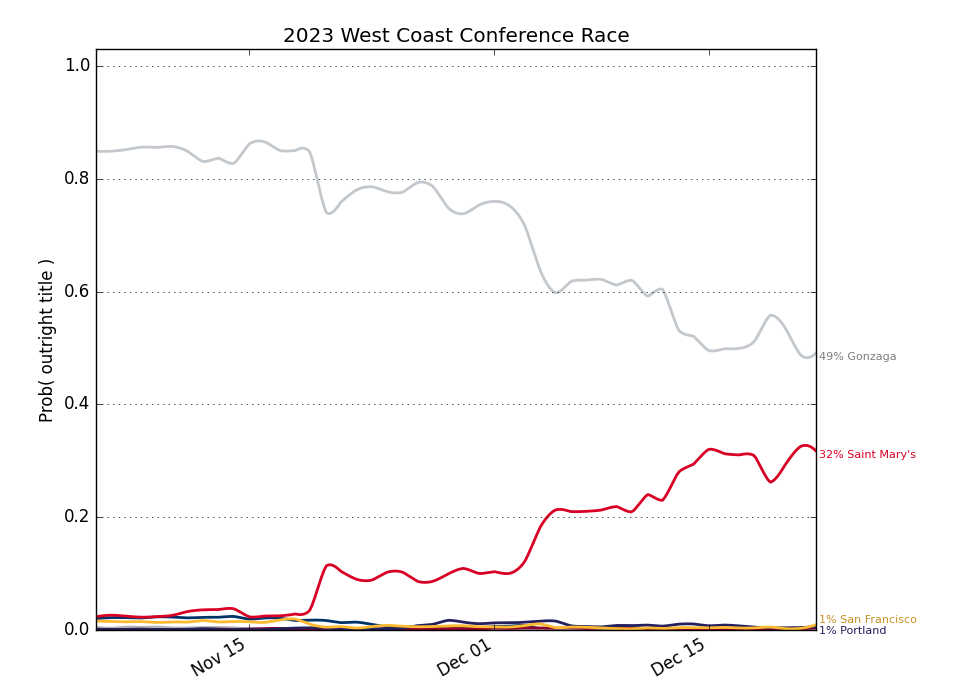 2023 West Coast Conference Race
Prob( outright title )
1.0
0.8
0.6
0.4
0.2
0.0
49% Gonzaga
32% Saint Mary's
1% San Francisco
1% Portland
Nov 15
Dec 01
Dec 15